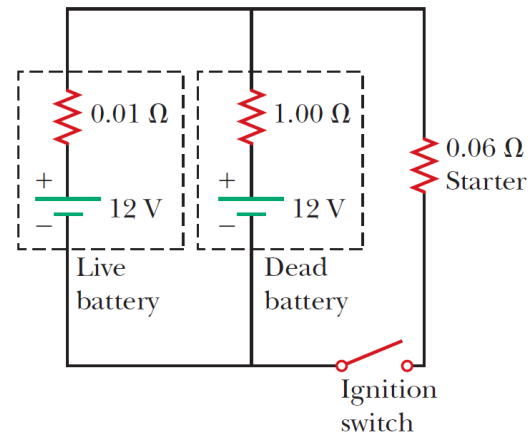 0.01 Ω
1.00 Ω
0.06 Ω
Starter
+
12 V
−
+
12 V
−
Live
battery
Dead
battery
Ignition
switch